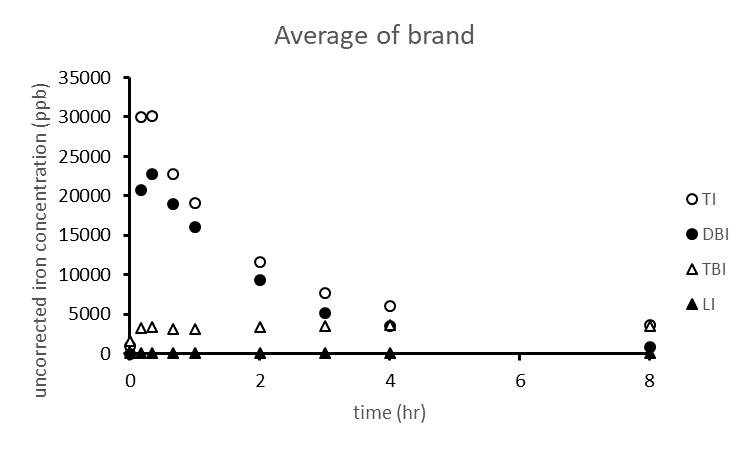 Average of brand
uncorrected iron concentration (ppb)
35000
30000
25000
20000
15000
10000
5000
0
0 2 4 6 8
time (hr)
TI
DBI
TBI
LI